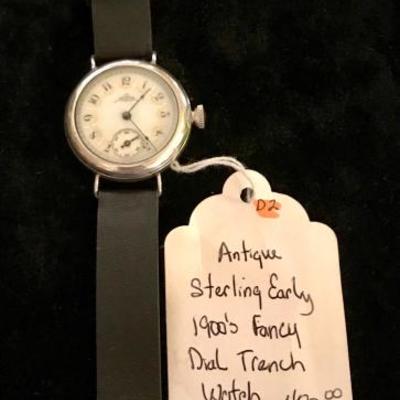 D2
Antique
Sterling Early
1900's Fancy
Dial Trench
Watch